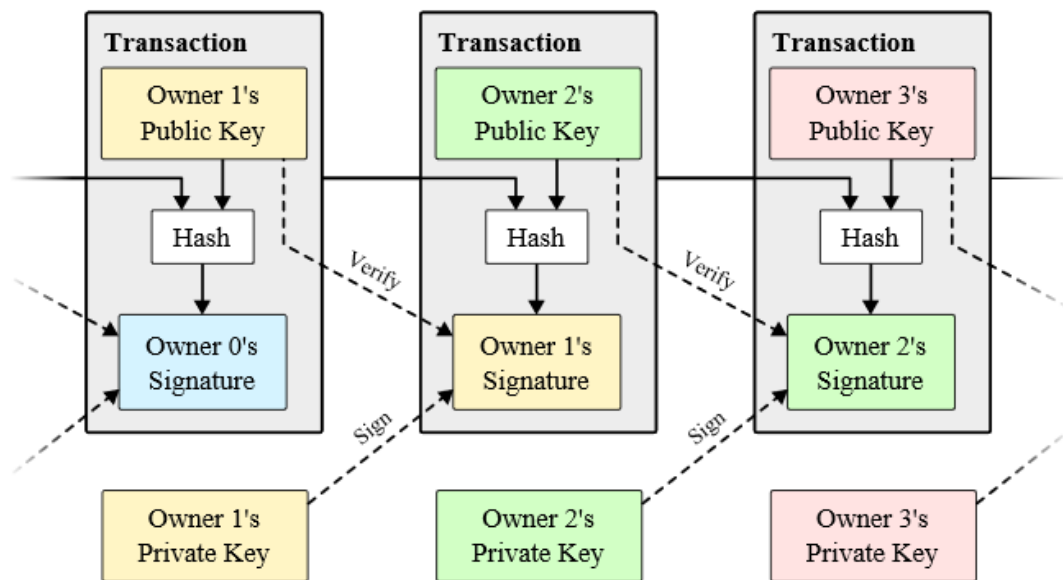 Transaction
Owner 1's
Public Key
Hash
Owner 0's
Signature
Transaction
Owner 2's
Public Key
Hash
Verify
Owner 1's
Signature
Sign
Transaction
Owner 3's
Public Key
Hash
Verify
Owner 2's
Signature
Sign
Owner 1's
Private Key
Owner 2's
Private Key
Owner 3's
Private Key